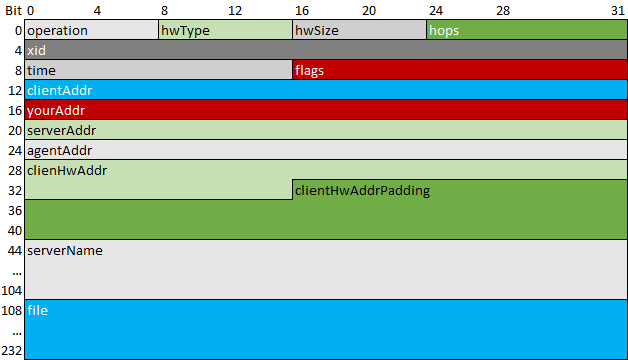 Bit 0 4 8 12 16 20 24 28 31
0 operation hwType hwSize hops
4 xid
8 time flags
12 clientAddr
16 yourAddr
20 serverAddr
24 agentAddr
28 clienHwAddr
32 clientHwAddrPadding
36
40
44 serverName
...
104
108 file
...
232